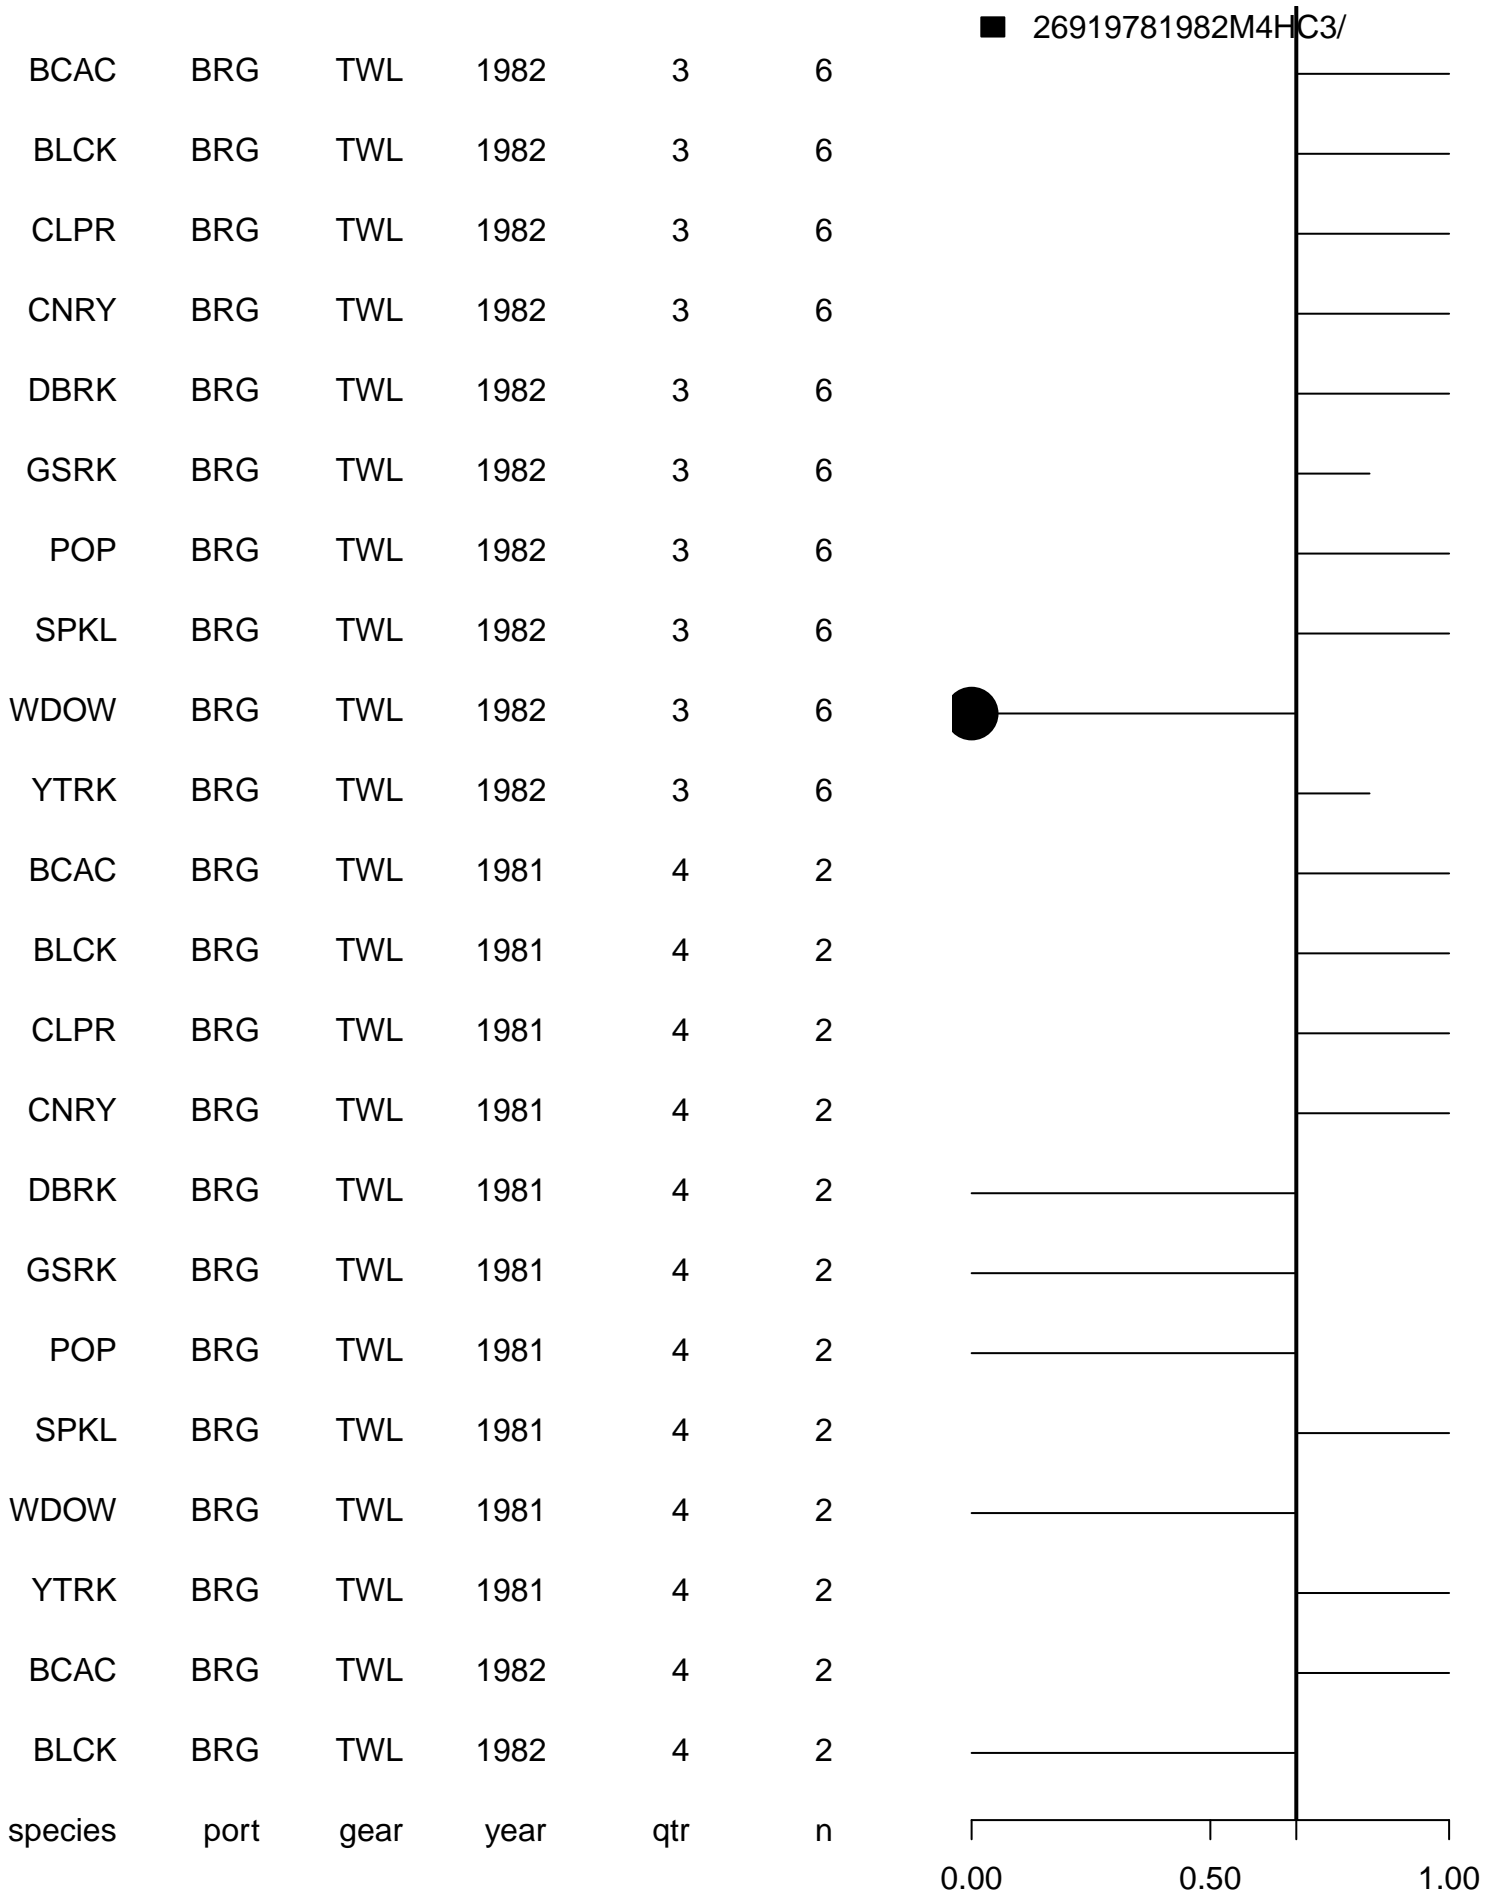 26919781982M4HC3/
BCAC BRG TWL 1982 3 6
BLCK BRG TWL 1982 3 6
CLPR BRG TWL 1982 3 6
CNRY BRG TWL 1982 3 6
DBRK BRG TWL 1982 3 6
GSRK BRG TWL 1982 3 6
POP BRG TWL 1982 3 6
SPKL BRG TWL 1982 3 6
WDOW BRG TWL 1982 3 6
YTRK BRG TWL 1982 3 6
BCAC BRG TWL 1981 4 2
BLCK BRG TWL 1981 4 2
CLPR BRG TWL 1981 4 2
CNRY BRG TWL 1981 4 2
DBRK BRG TWL 1981 4 2
GSRK BRG TWL 1981 4 2
POP BRG TWL 1981 4 2
SPKL BRG TWL 1981 4 2
WDOW BRG TWL 1981 4 2
YTRK BRG TWL 1981 4 2
BCAC BRG TWL 1982 4 2
BLCK BRG TWL 1982 4 2
species port gear year qtr n
0.00 0.50 1.00